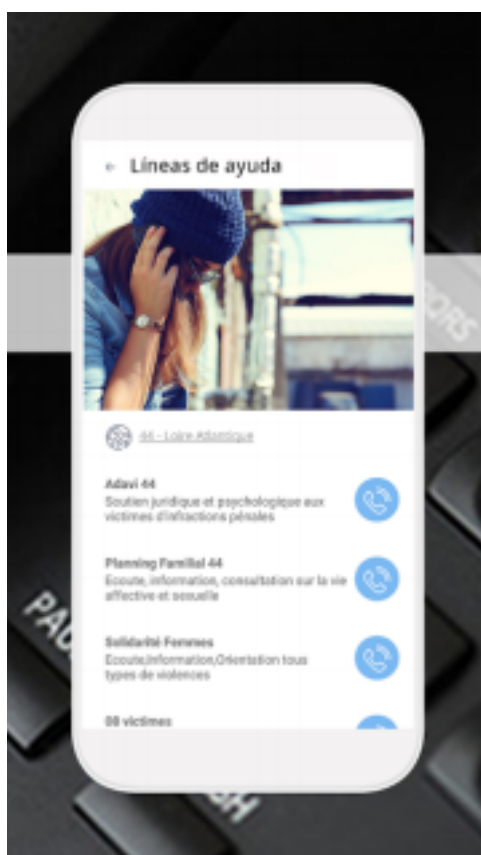 ← Líneas de ayuda
44 - Loire Atlantique
Adavi 44
Soutien juridique et psychologique aux
victimes d'infractions pénales
Planning Familial 44
Ecoute, information, consultation sur la vie
affective et sexuelle
Solidarité Femmes
Ecoute,Information,Orientation tous
types de violences
08 victimes